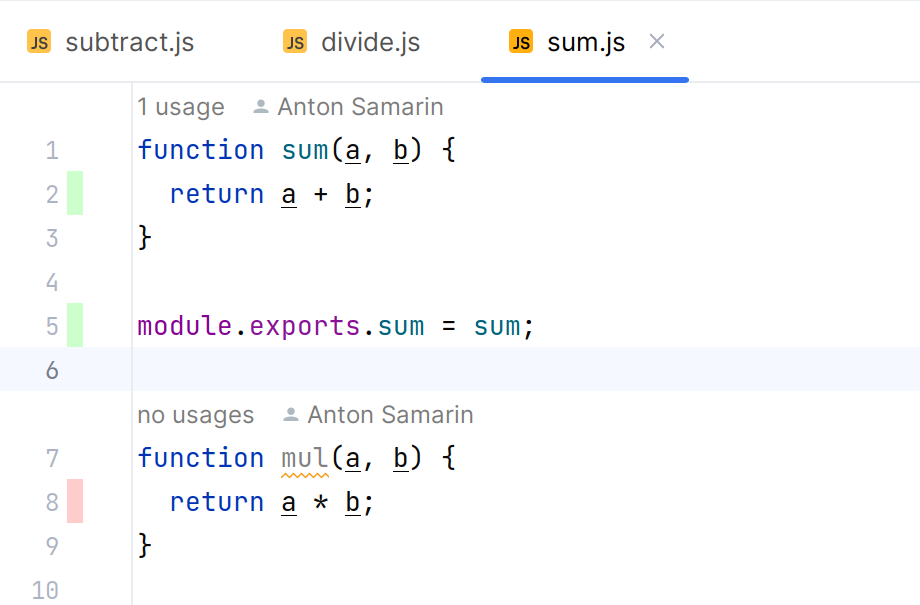 JS subtract.js JS divide.js JS sum.js
1 usage Anton Samarin
1 function sum(a, b) {
2   return a + b;
3 }
4
5 module.exports.sum = sum;
6
no usages Anton Samarin
7 function mul(a, b) {
8   return a * b;
9 }
10